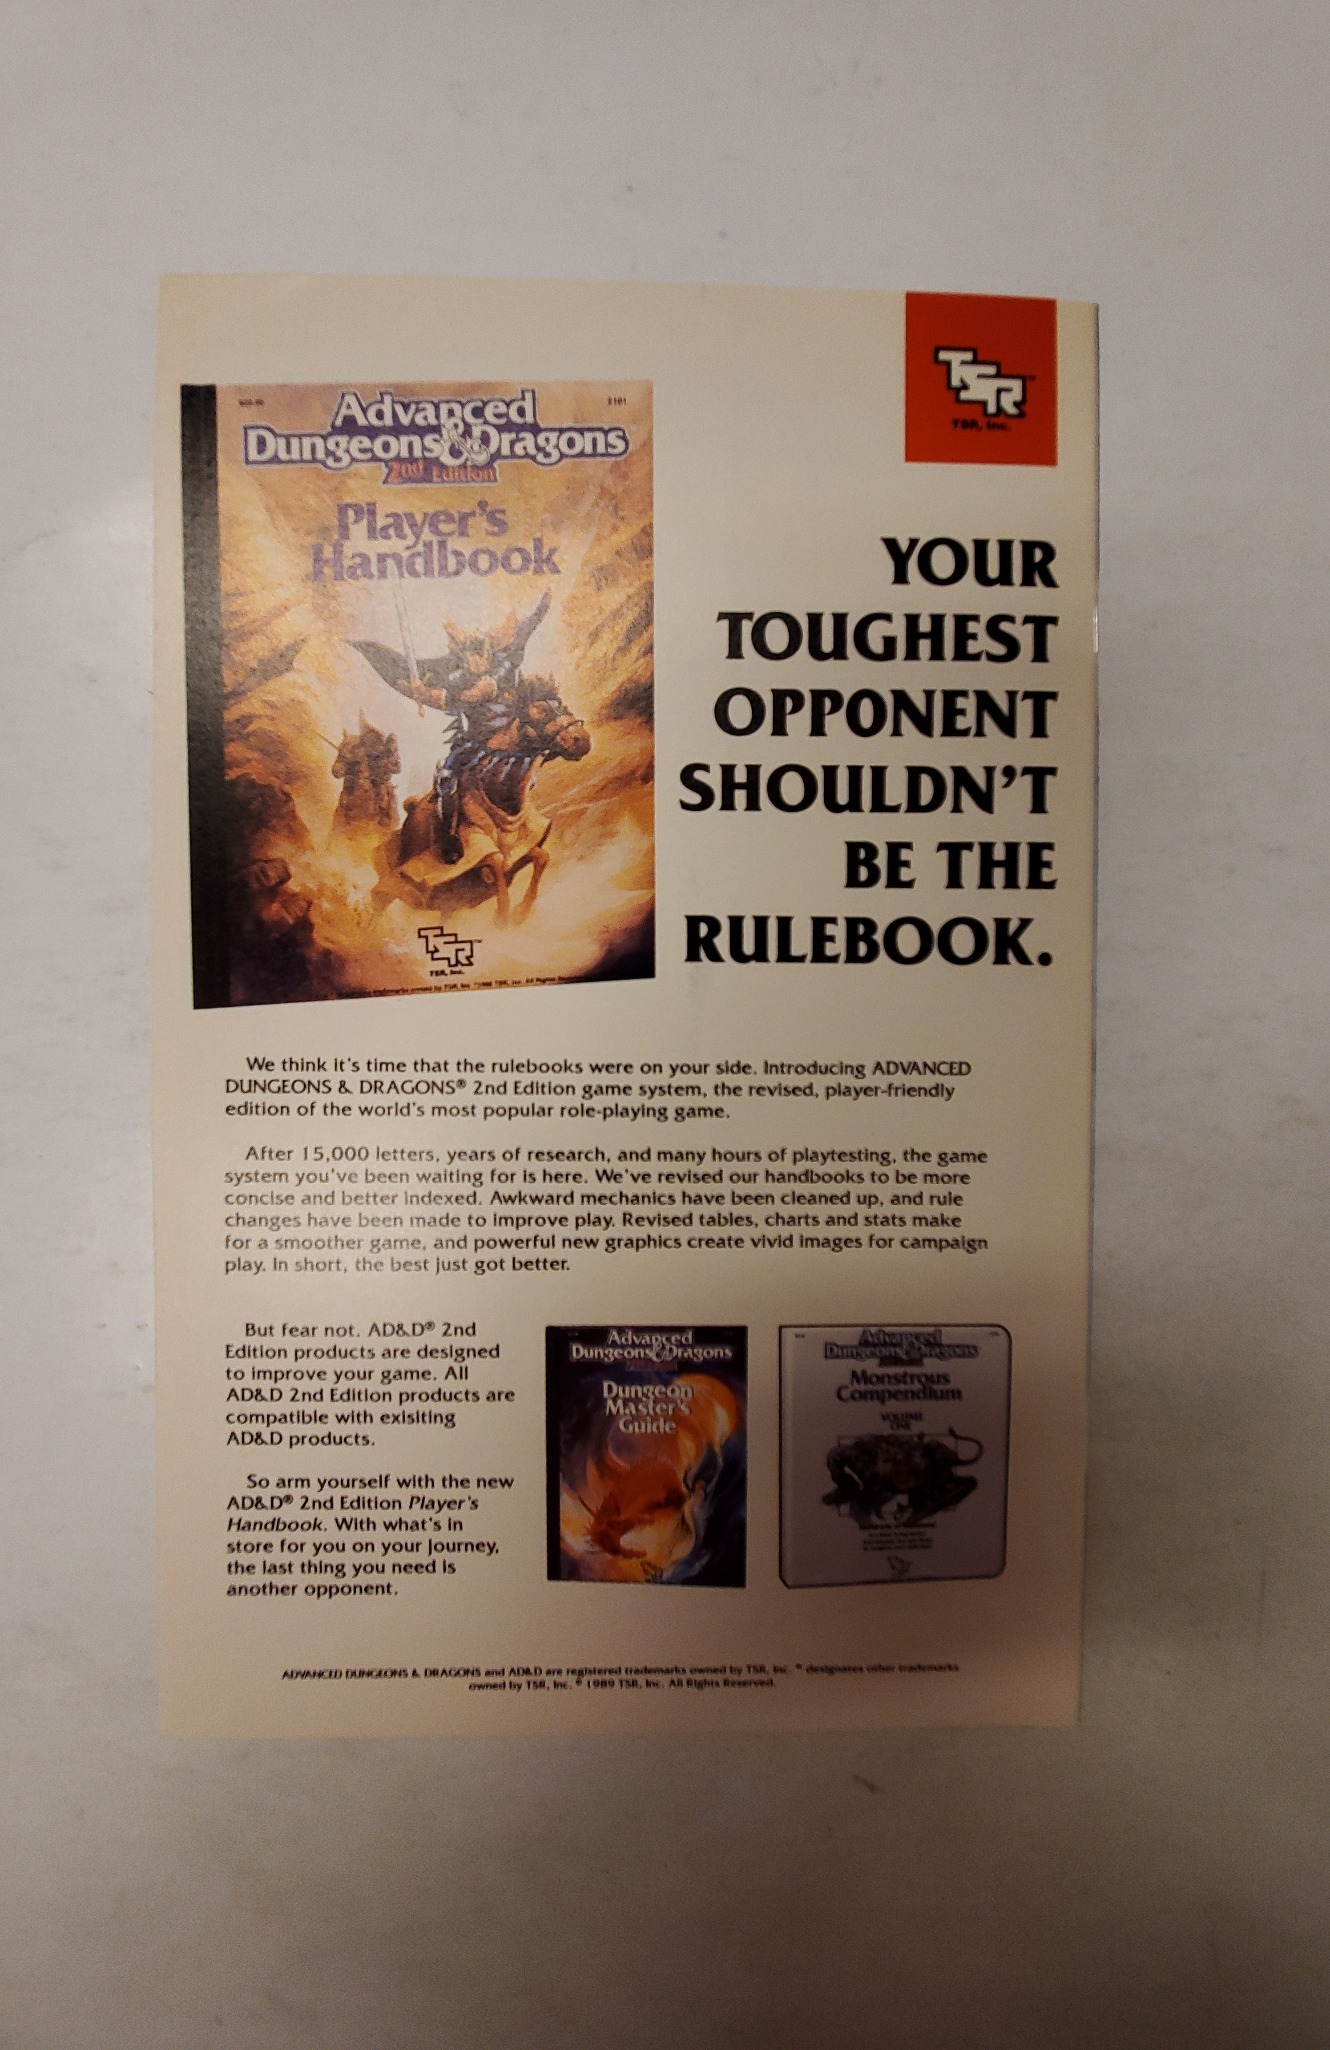 TSR
TSR, Inc.
Advanced
Dungeons & Dragons
2nd Edition
Player's
Handbook
2101
TSR
TSR, Inc.
YOUR
TOUGHEST
OPPONENT
SHOULDN'T
BE THE
RULEBOOK.
We think it's time that the rulebooks were on your side. Introducing ADVANCED
DUNGEONS & DRAGONS® 2nd Edition game system, the revised, player-friendly
edition of the world's most popular role-playing game.
After 15,000 letters, years of research, and many hours of playtesting, the game
system you've been waiting for is here. We've revised our handbooks to be more
concise and better indexed. Awkward mechanics have been cleaned up, and rule
changes have been made to improve play. Revised tables, charts and stats make
for a smoother game, and powerful new graphics create vivid images for campaign
play. In short, the best just got better.
But fear not. AD&D® 2nd
Edition products are designed
to improve your game. All
AD&D 2nd Edition products are
compatible with exisiting
AD&D products.
So arm yourself with the new
AD&D® 2nd Edition Player's
Handbook. With what's in
store for you on your journey,
the last thing you need is
another opponent.
Advanced
Dungeons & Dragons
Dungeon
Master's
Guide
Advanced
Dungeons & Dragons
Monstrous
Compendium
VOLUME
ONE
ADVANCED DUNGEONS & DRAGONS and AD&D are registered trademarks owned by TSR, Inc. designates other trademarks
owned by TSR, Inc. © 1989 TSR, Inc. All Rights Reserved.